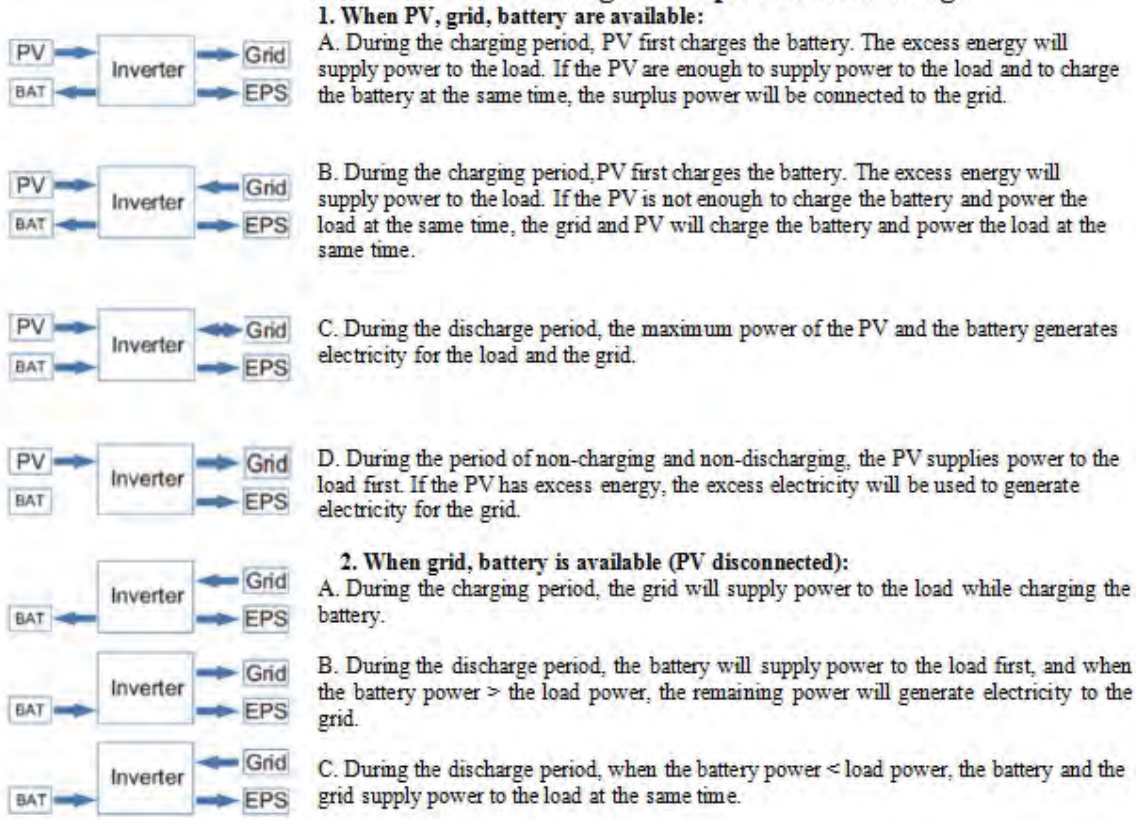 1. When PV, grid, battery are available:
PV
Inverter
Grid
BAT
EPS
A. During the charging period, PV first charges the battery. The excess energy will
supply power to the load. If the PV are enough to supply power to the load and to charge
the battery at the same time, the surplus power will be connected to the grid.
PV
Inverter
Grid
BAT
EPS
B. During the charging period,PV first charges the battery. The excess energy will
supply power to the load. If the PV is not enough to charge the battery and power the
load at the same time, the grid and PV will charge the battery and power the load at the
same time.
PV
Inverter
Grid
BAT
EPS
C. During the discharge period, the maximum power of the PV and the battery generates
electricity for the load and the grid.
PV
Inverter
Grid
BAT
EPS
D. During the period of non-charging and non-discharging, the PV supplies power to the
load first. If the PV has excess energy, the excess electricity will be used to generate
electricity for the grid.
2. When grid, battery is available (PV disconnected):
Inverter
Grid
BAT
EPS
A. During the charging period, the grid will supply power to the load while charging the
battery.
Inverter
Grid
BAT
EPS
B. During the discharge period, the battery will supply power to the load first, and when
the battery power > the load power, the remaining power will generate electricity to the
grid.
Inverter
Grid
BAT
EPS
C. During the discharge period, when the battery power < load power, the battery and the
grid supply power to the load at the same time.